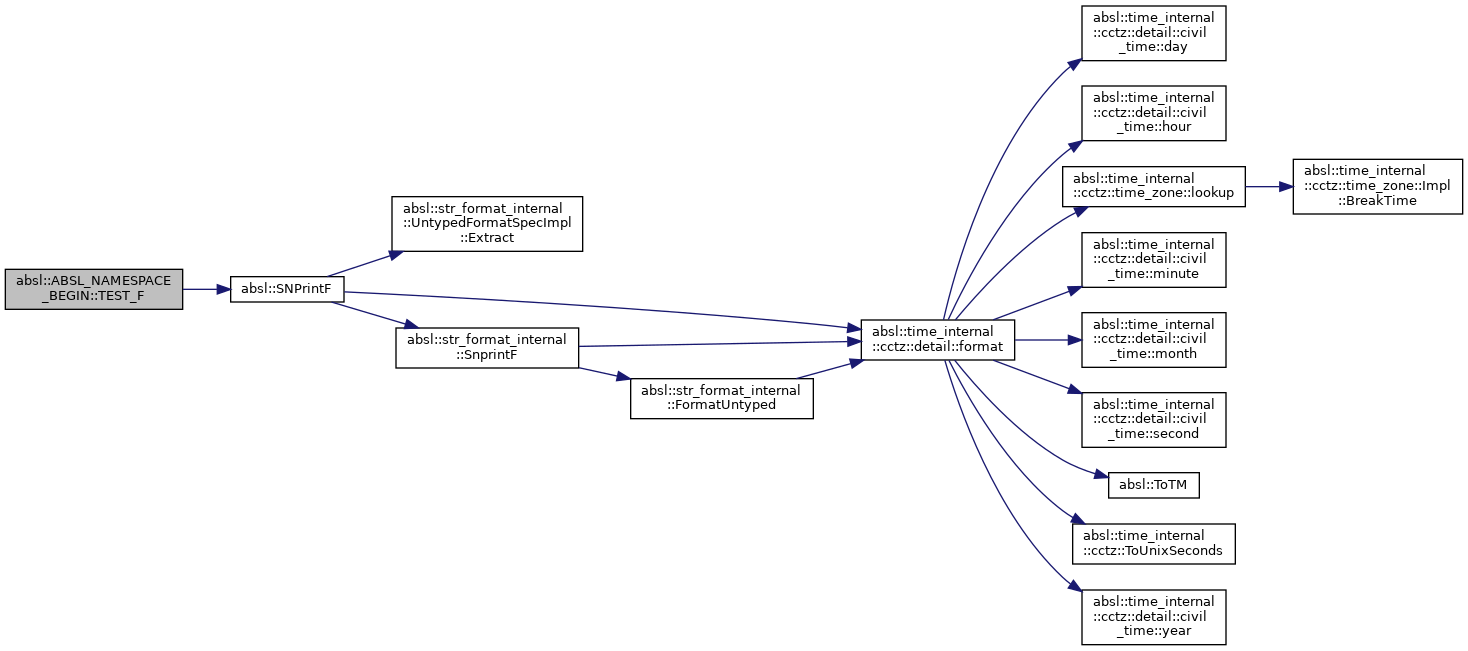 absl::ABSL_NAMESPACE
_BEGIN::TEST_F
absl::SNPrintF
absl::str_format_internal
::UntypedFormatSpecImpl
::Extract
absl::str_format_internal
::SnprintF
absl::str_format_internal
::FormatUntyped
absl::time_internal
::cctz::detail::format
absl::time_internal
::cctz::detail::civil
_time::day
absl::time_internal
::cctz::detail::civil
_time::hour
absl::time_internal
::cctz::time_zone::lookup
absl::time_internal
::cctz::time_zone::Impl
::BreakTime
absl::time_internal
::cctz::detail::civil
_time::minute
absl::time_internal
::cctz::detail::civil
_time::month
absl::time_internal
::cctz::detail::civil
_time::second
absl::ToTM
absl::time_internal
::cctz::ToUnixSeconds
absl::time_internal
::cctz::detail::civil
_time::year